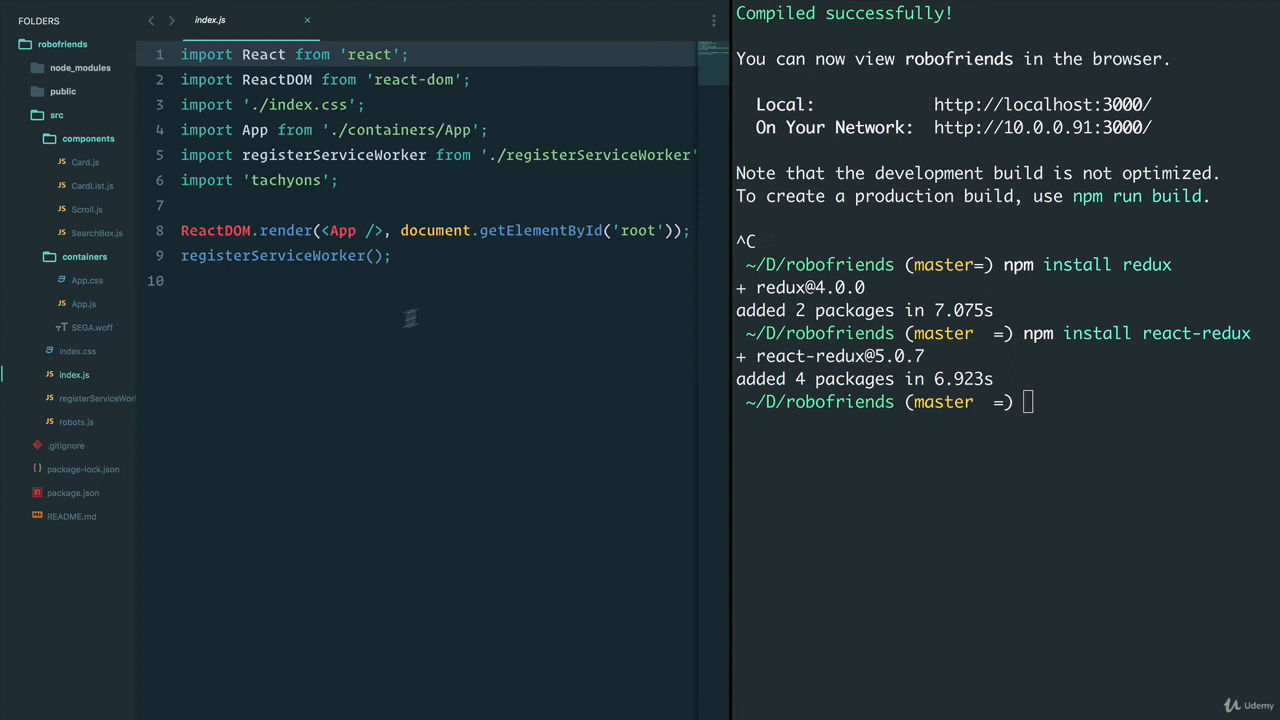 FOLDERS
robofriends
node_modules
public
src
components
Card.js
CardList.js
Scroll.js
SearchBox.js
containers
App.css
App.js
SEGA.woff
index.css
index.js
registerServiceWor
robots.js
.gitignore
package-lock.json
package.json
README.md
index.js ×
1 import React from 'react';
2 import ReactDOM from 'react-dom';
3 import './index.css';
4 import App from './containers/App';
5 import registerServiceWorker from './registerServiceWorker'
6 import 'tachyons';
7
8 ReactDOM.render(<App />, document.getElementById('root'));
9 registerServiceWorker();
10
Compiled successfully!
You can now view robofriends in the browser.
Local: http://localhost:3000/
On Your Network: http://10.0.0.91:3000/
Note that the development build is not optimized.
To create a production build, use npm run build.
^C
~/D/robofriends (master=) npm install redux
+ redux@4.0.0
added 2 packages in 7.075s
~/D/robofriends (master =) npm install react-redux
+ react-redux@5.0.7
added 4 packages in 6.923s
~/D/robofriends (master =)
Udemy